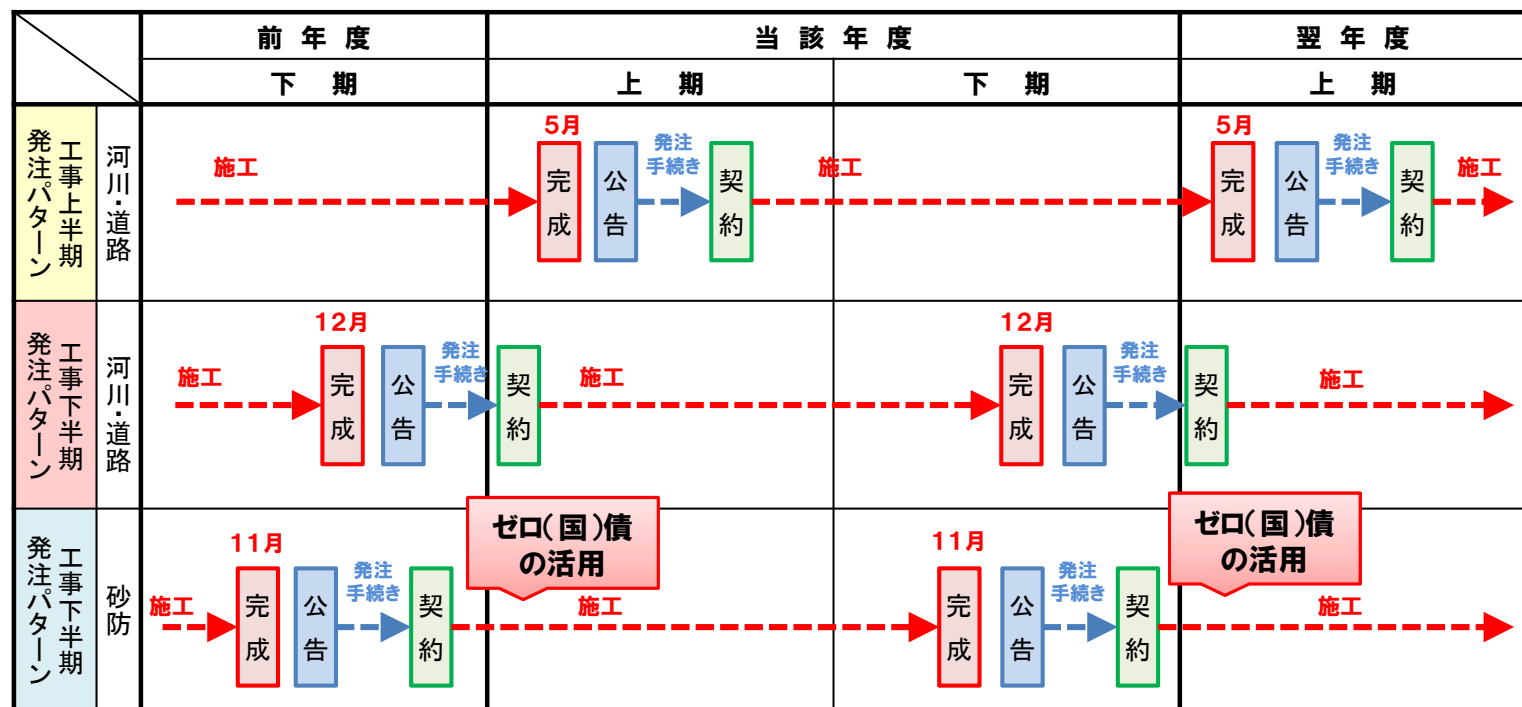 前年度
当該年度
翌年度
下期
上期
下期
上期
工事上半期
発注パターン
河川・道路
施工
5月
完成
公告
発注
手続き
契約
施工
5月
完成
公告
発注
手続き
契約
施工
工事下半期
発注パターン
河川・道路
施工
12月
完成
公告
発注
手続き
契約
施工
12月
完成
公告
発注
手続き
契約
施工
工事下半期
発注パターン
砂防
施工
11月
完成
公告
発注
手続き
契約
ゼロ(国)債
の活用
施工
11月
完成
公告
発注
手続き
契約
ゼロ(国)債
の活用
施工